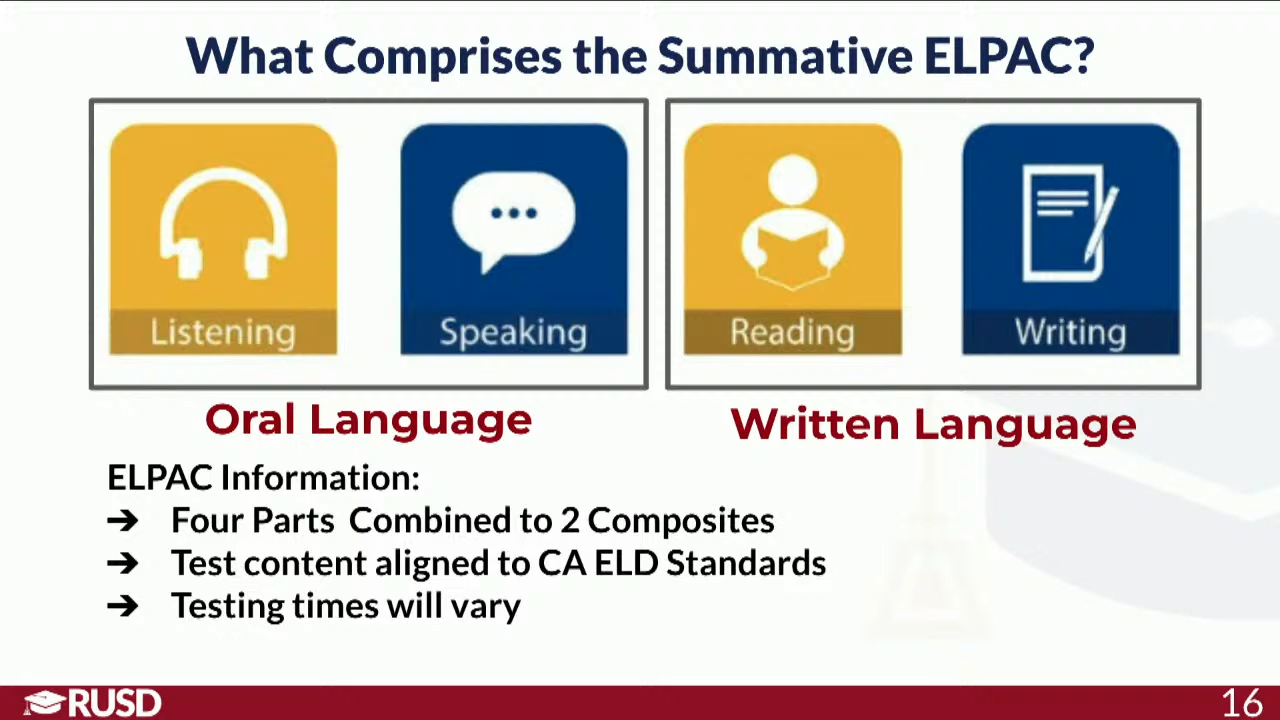 What Comprises the Summative ELPAC?
Listening
Speaking
Reading
Writing
Oral Language
Written Language
ELPAC Information:
➔ Four Parts Combined to 2 Composites
➔ Test content aligned to CA ELD Standards
➔ Testing times will vary
RUSD
16